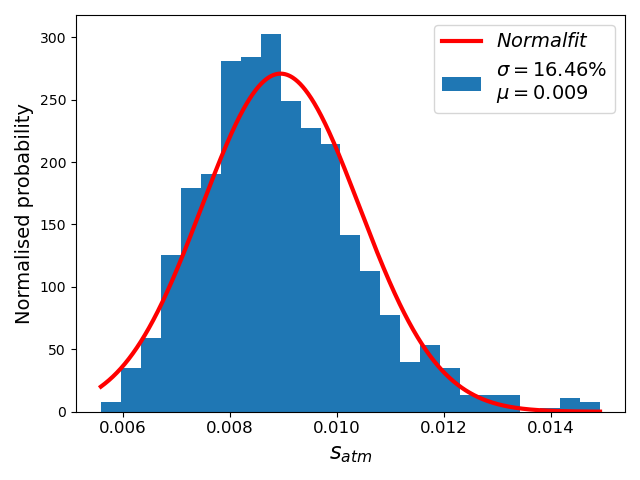 Normalfit
σ = 16.46%
μ = 0.009
Normalised probability
300
250
200
150
100
50
0
0.006 0.008 0.010 0.012 0.014
s_atm